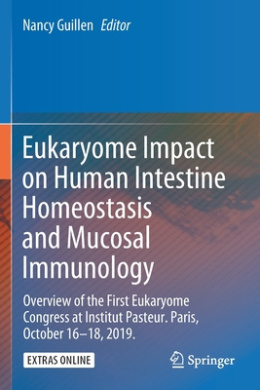 Nancy Guillen Editor
Eukaryome Impact
on Human Intestine
Homeostasis
and Mucosal
Immunology
Overview of the First Eukaryome
Congress at Institut Pasteur. Paris,
October 16–18, 2019.
EXTRAS ONLINE
Springer